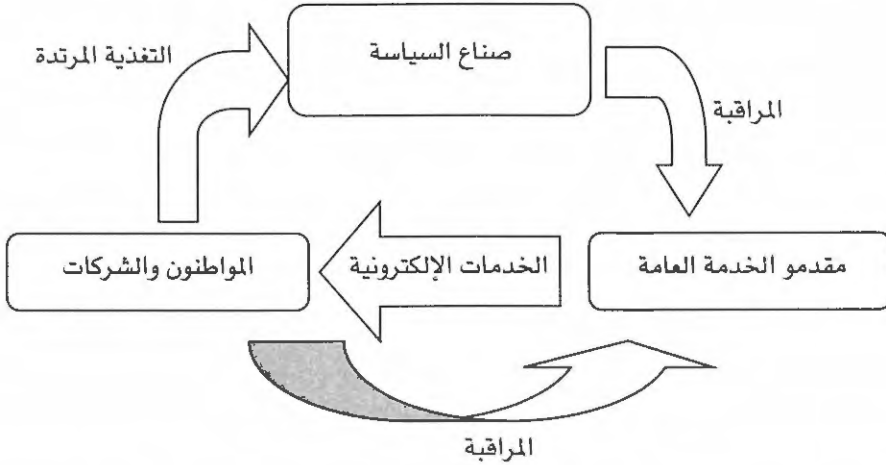 صناع السياسة
التغذية المرتدة
المراقبة
مقدمو الخدمة العامة
الخدمات الإلكترونية
المواطنون والشركات
المراقبة